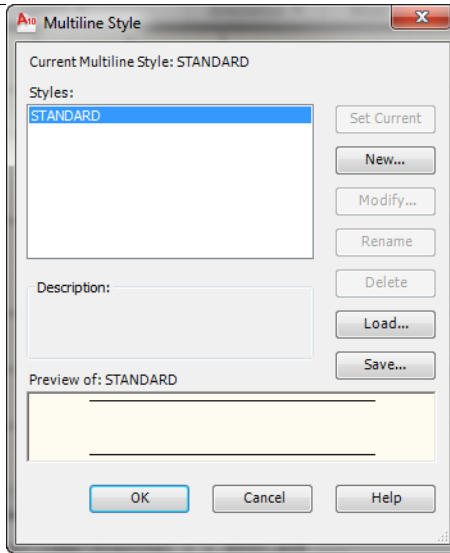 A10 Multiline Style
Current Multiline Style: STANDARD
Styles:
STANDARD
Set Current
New...
Modify...
Rename
Delete
Description:
Load...
Save...
Preview of: STANDARD
OK Cancel Help